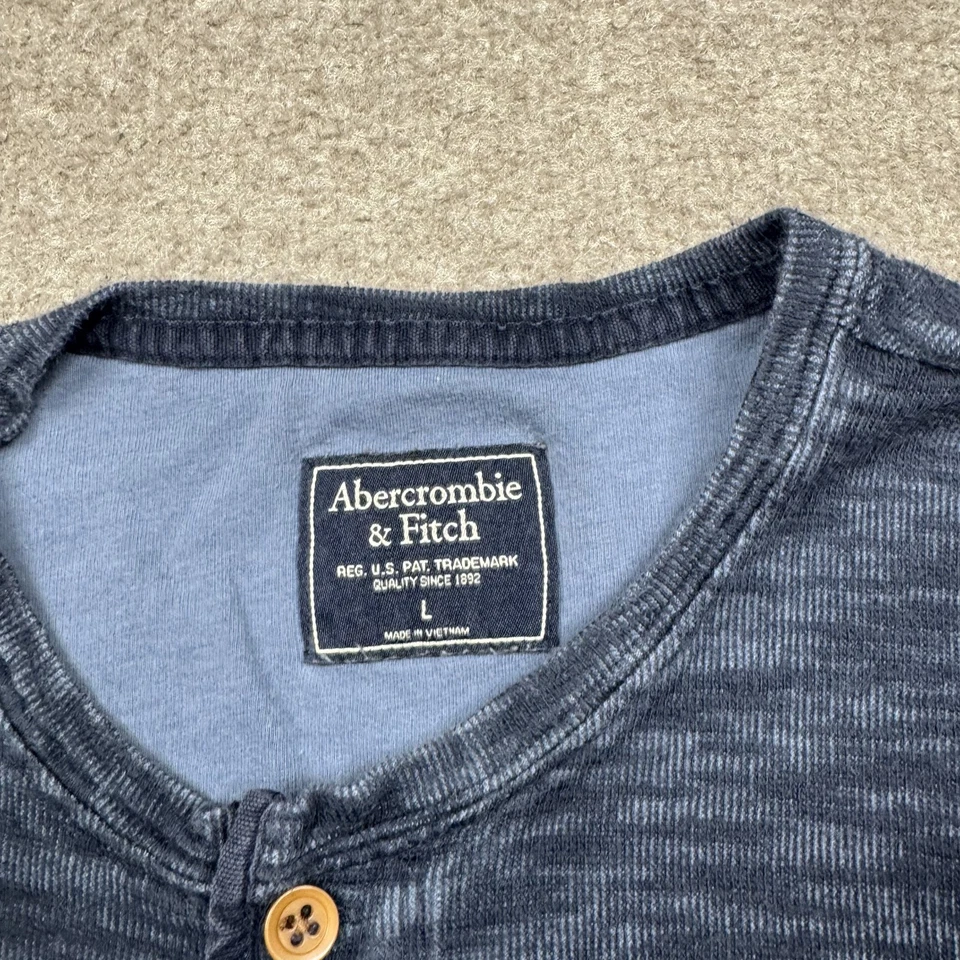 Abercrombie
& Fitch
REG. U.S. PAT. TRADEMARK
QUALITY SINCE 1892
L
MADE IN VIETNAM